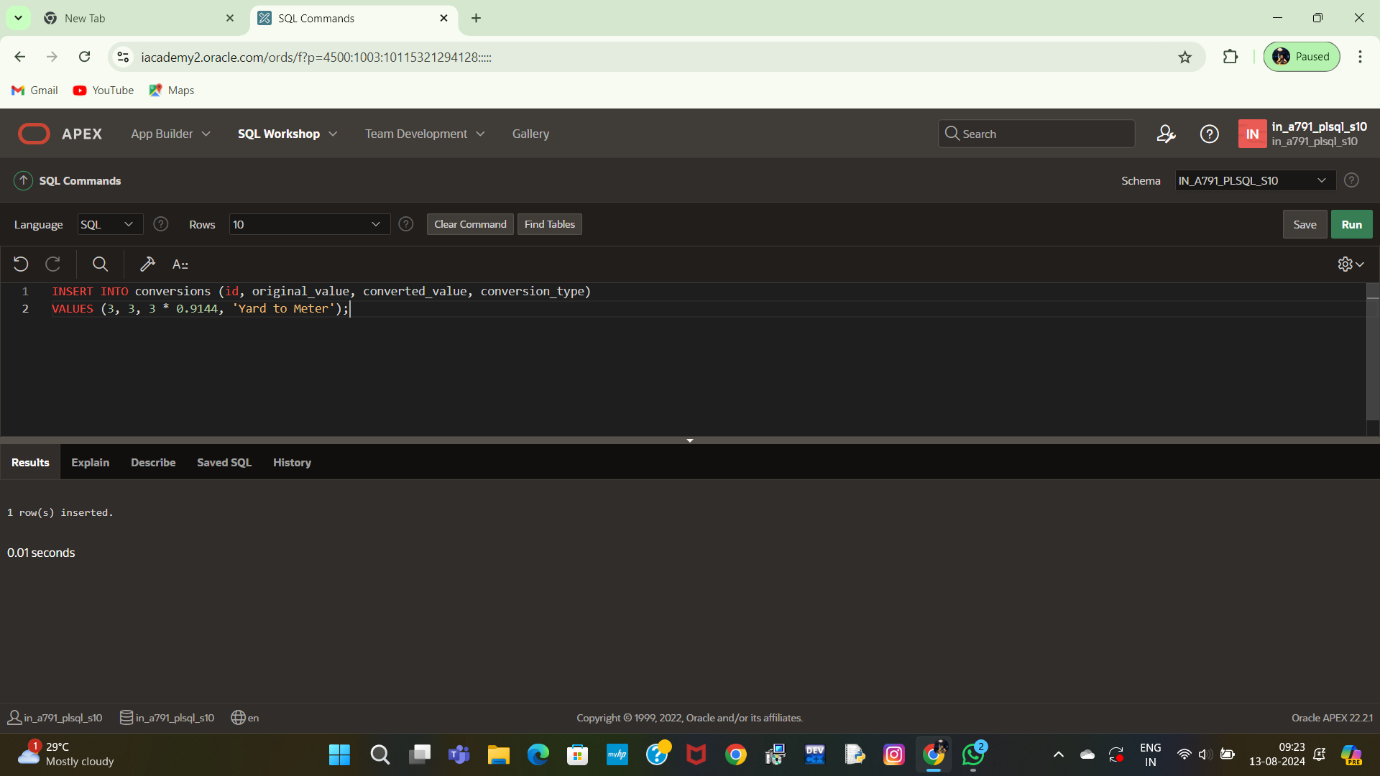 New Tab
SQL Commands
iacademy2.oracle.com/ords/f?p=4500:1003:10115321294128:::::
Paused
Gmail
YouTube
Maps
APEX
App Builder
SQL Workshop
Team Development
Gallery
Search
IN
in_a791_plsql_s10
in_a791_plsql_s10
SQL Commands
Schema
IN_A791_PLSQL_S10
Language
SQL
Rows
10
Clear Command
Find Tables
Save
Run
A::
1 INSERT INTO conversions (id, original_value, converted_value, conversion_type)
2 VALUES (3, 3, 3 * 0.9144, 'Yard to Meter');
Results
Explain
Describe
Saved SQL
History
1 row(s) inserted.
0.01 seconds
in_a791_plsql_s10
in_a791_plsql_s10
en
Copyright © 1999, 2022, Oracle and/or its affiliates.
Oracle APEX 22.2.1
1
29°C
Mostly cloudy
myhp
DEV
2
ENG
IN
09:23
13-08-2024
PRE